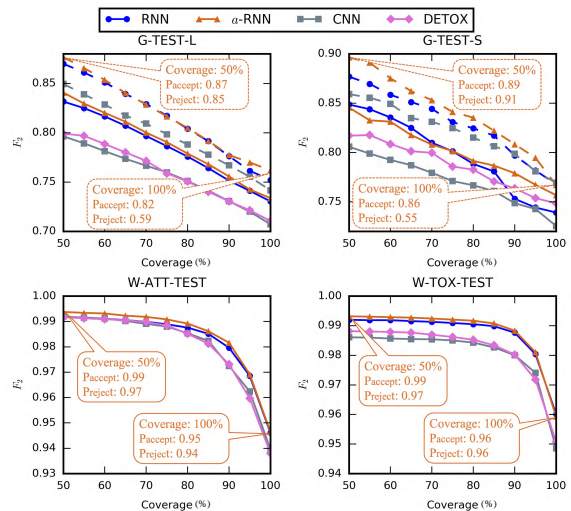 RNN a-RNN CNN DETOX
G-TEST-L
G-TEST-S
0.85
0.80
0.75
0.70
F2
50 60 70 80 90 100
Coverage (%)
Coverage: 50%
Paccept: 0.87
Preject: 0.85
Coverage: 100%
Paccept: 0.82
Preject: 0.59
0.90
0.85
0.80
0.75
F2
50 60 70 80 90 100
Coverage (%)
Coverage: 50%
Paccept: 0.89
Preject: 0.91
Coverage: 100%
Paccept: 0.86
Preject: 0.55
W-ATT-TEST
W-TOX-TEST
1.00
0.99
0.98
0.97
0.96
0.95
0.94
0.93
F2
50 60 70 80 90 100
Coverage (%)
Coverage: 50%
Paccept: 0.99
Preject: 0.97
Coverage: 100%
Paccept: 0.95
Preject: 0.94
1.00
0.99
0.98
0.97
0.96
0.95
0.94
F2
50 60 70 80 90 100
Coverage (%)
Coverage: 50%
Paccept: 0.99
Preject: 0.97
Coverage: 100%
Paccept: 0.96
Preject: 0.96